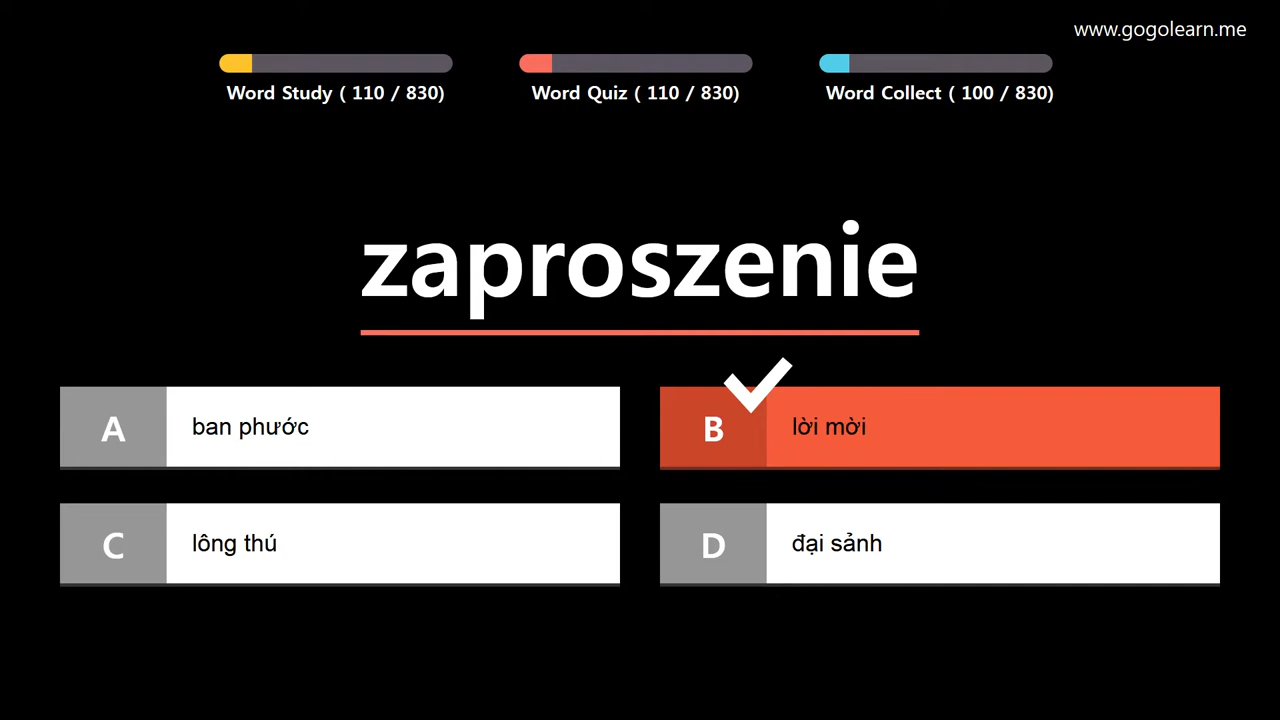 www.gogolearn.me
Word Study ( 110 / 830)
Word Quiz ( 110 / 830)
Word Collect ( 100 / 830)
zaproszenie
A ban phước
B lời mời
C lông thú
D đại sảnh